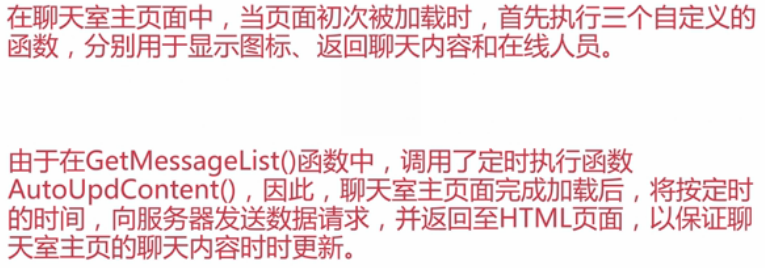 在聊天室主页面中，当页面初次被加载时，首先执行三个自定义的
函数，分别用于显示图标、返回聊天内容和在线人员。
由于在GetMessageList()函数中，调用了定时执行函数
AutoUpdContent()，因此，聊天室主页面完成加载后，将按定时
的时间，向服务器发送数据请求，并返回至HTML页面，以保证聊
天室主页的聊天内容时时更新。